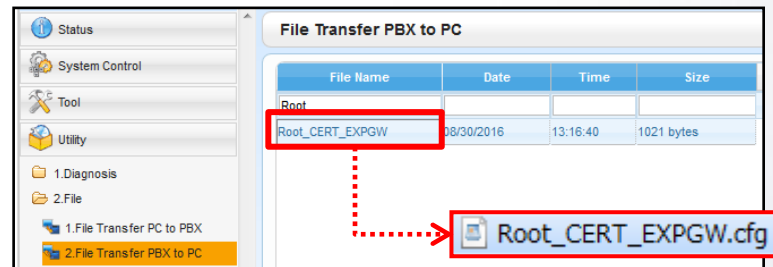 Status
System Control
Tool
Utility
1.Diagnosis
2.File
1.File Transfer PC to PBX
2.File Transfer PBX to PC
File Transfer PBX to PC
File Name Date Time Size
Root
Root_CERT_EXPGW 08/30/2016 13:16:40 1021 bytes
Root_CERT_EXPGW.cfg